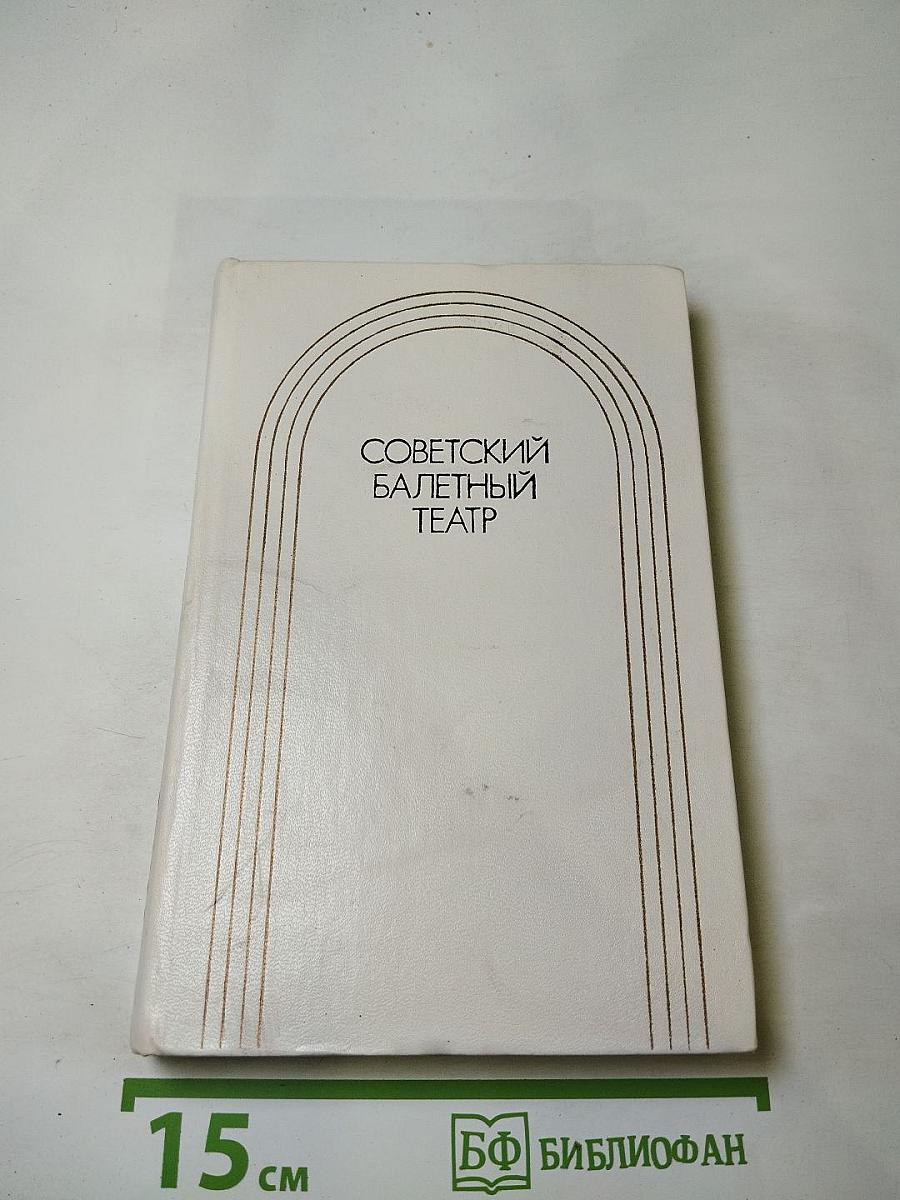 СОВЕТСКИЙ
БАЛЕТНЫЙ
ТЕАТР
15 см
БФ БИБЛИОФАН